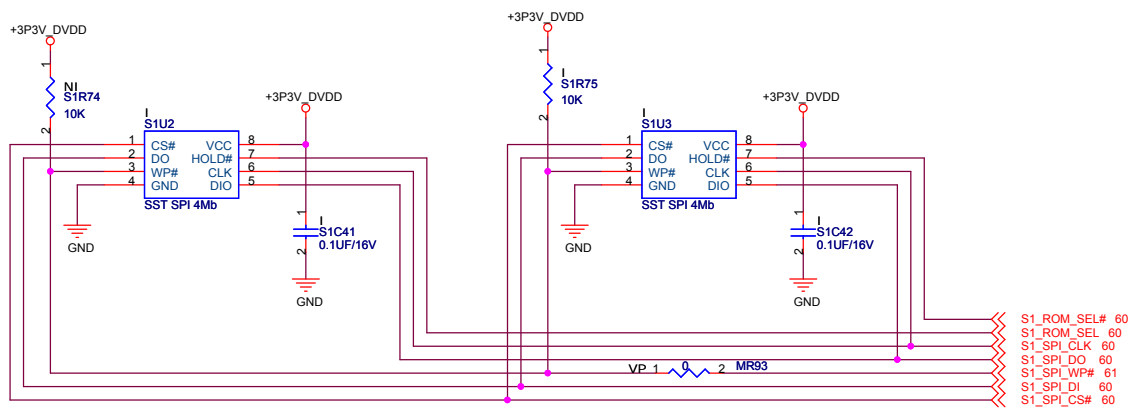 +3P3V_DVDD
1
NI
S1R74
10K
2
+3P3V_DVDD
I
S1U2
1 CS# VCC 8
2 DO HOLD# 7
3 WP# CLK 6
4 GND DIO 5
SST SPI 4Mb
GND
1
I
S1C41
0.1UF/16V
2
GND
+3P3V_DVDD
1
I
S1R75
10K
2
+3P3V_DVDD
I
S1U3
1 CS# VCC 8
2 DO HOLD# 7
3 WP# CLK 6
4 GND DIO 5
SST SPI 4Mb
GND
1
I
S1C42
0.1UF/16V
2
GND
S1_ROM_SEL# 60
S1_ROM_SEL 60
S1_SPI_CLK 60
S1_SPI_DO 60
VP 1 0 2 MR93
S1_SPI_WP# 61
S1_SPI_DI 60
S1_SPI_CS# 60